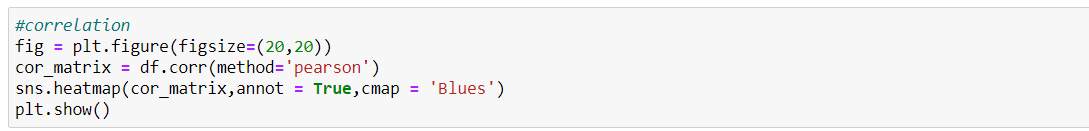 #correlation
fig = plt.figure(figsize=(20,20))
cor_matrix = df.corr(method='pearson')
sns.heatmap(cor_matrix,annot = True,cmap = 'Blues')
plt.show()